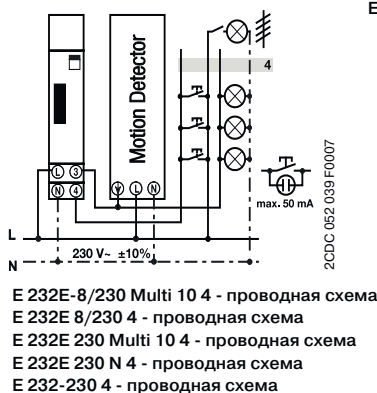 E
Motion Detector
4
L 3
N 4
L N
max. 50 mA
2CDC 052 039 F0007
L
230 V~ ±10%
N
E 232E-8/230 Multi 10 4 - проводная схема
E 232E 8/230 4 - проводная схема
E 232E 230 Multi 10 4 - проводная схема
E 232E 230 N 4 - проводная схема
E 232-230 4 - проводная схема